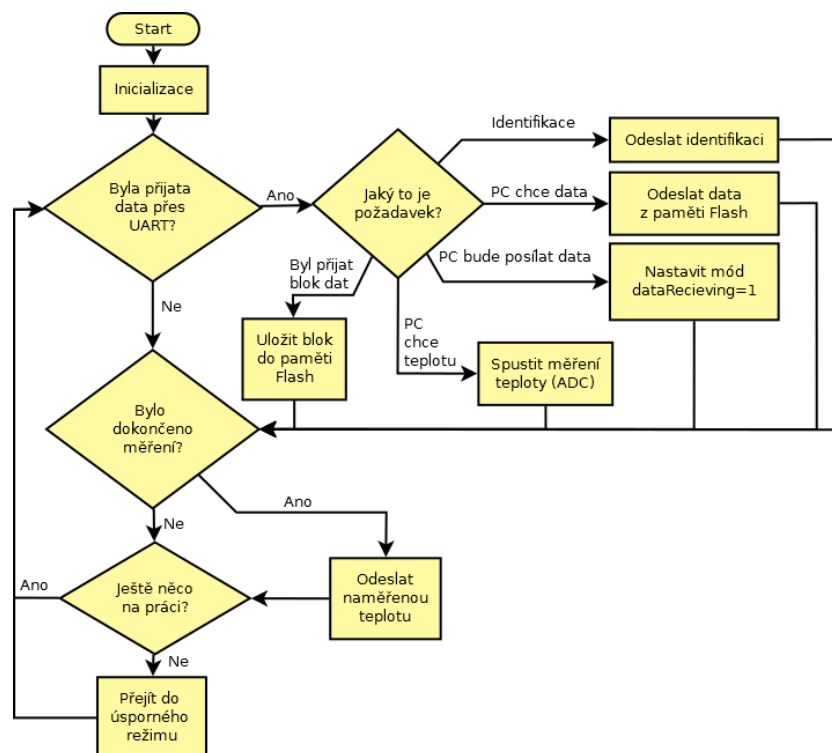 Start
Inicializace
Byla přijata
data přes
UART?
Ano
Jaký to je
požadavek?
Identifikace
Odeslat identifikaci
PC chce data
Odeslat data
z paměti Flash
PC bude posílat data
Nastavit mód
dataRecieving=1
Byl přijat
blok dat
Uložit blok
do paměti
Flash
PC
chce
teplotu
Spustit měření
teploty (ADC)
Ne
Bylo
dokončeno
měření?
Ano
Odeslat
naměřenou
teplotu
Ne
Ještě něco
na práci?
Ano
Ne
Přejít do
úsporného
režimu